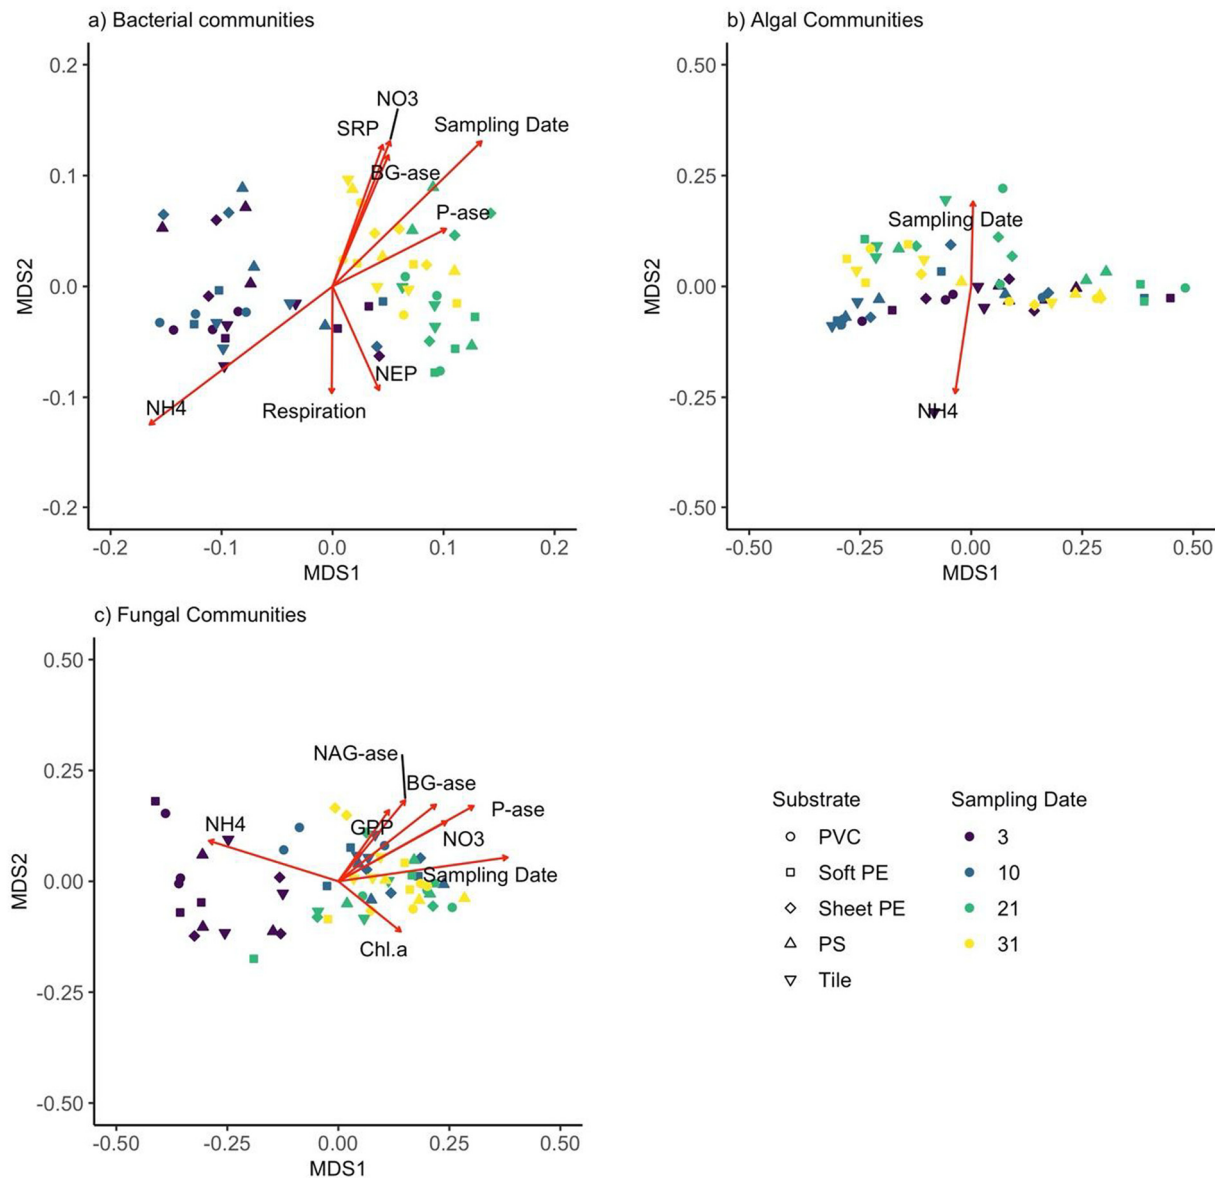 a) Bacterial communities
0.2
0.1
0.0
-0.1
-0.2
MDS2
NO3
SRP
Sampling Date
BG-ase
P-ase
NEP
NH4
Respiration
-0.2
-0.1
0.0
0.1
0.2
MDS1
b) Algal Communities
0.50
0.25
0.00
-0.25
-0.50
MDS2
Sampling Date
NH4
-0.50
-0.25
0.00
0.25
0.50
MDS1
c) Fungal Communities
0.50
0.25
0.00
-0.25
-0.50
MDS2
NAG-ase
BG-ase
P-ase
NH4
GPP
NO3
Sampling Date
Chl.a
-0.50
-0.25
0.00
0.25
0.50
MDS1
Substrate
PVC
Soft PE
Sheet PE
PS
Tile
Sampling Date
3
10
21
31